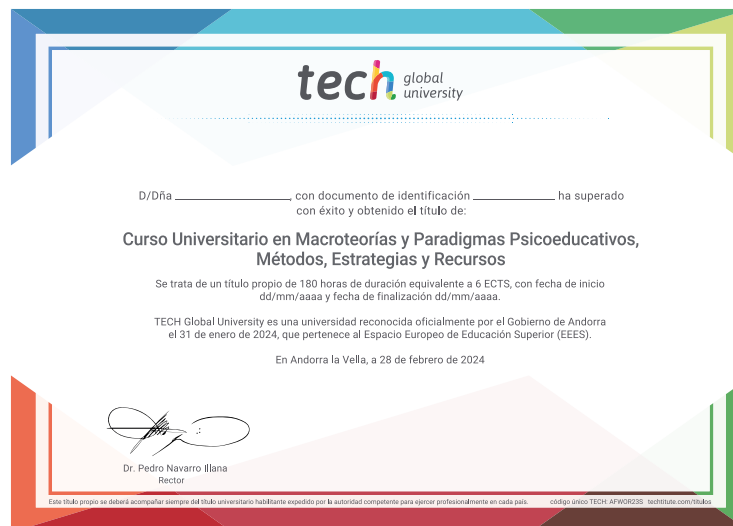 tech global
university
D/Dña ____________________, con documento de identificación ______________ ha superado
con éxito y obtenido el título de:
Curso Universitario en Macroteorías y Paradigmas Psicoeducativos,
Métodos, Estrategias y Recursos
Se trata de un título propio de 180 horas de duración equivalente a 6 ECTS, con fecha de inicio
dd/mm/aaaa y fecha de finalización dd/mm/aaaa.
TECH Global University es una universidad reconocida oficialmente por el Gobierno de Andorra
el 31 de enero de 2024, que pertenece al Espacio Europeo de Educación Superior (EEES).
En Andorra la Vella, a 28 de febrero de 2024
Dr. Pedro Navarro Illana
Rector
Este título propio se deberá acompañar siempre del título universitario habilitante expedido por la autoridad competente para ejercer profesionalmente en cada país. código único TECH: AFWOR23S techtitute.com/titulos